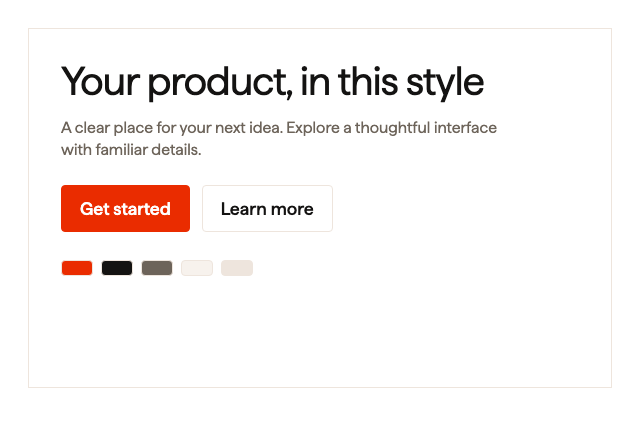 Your product, in this style
A clear place for your next idea. Explore a thoughtful interface
with familiar details.
Get started
Learn more